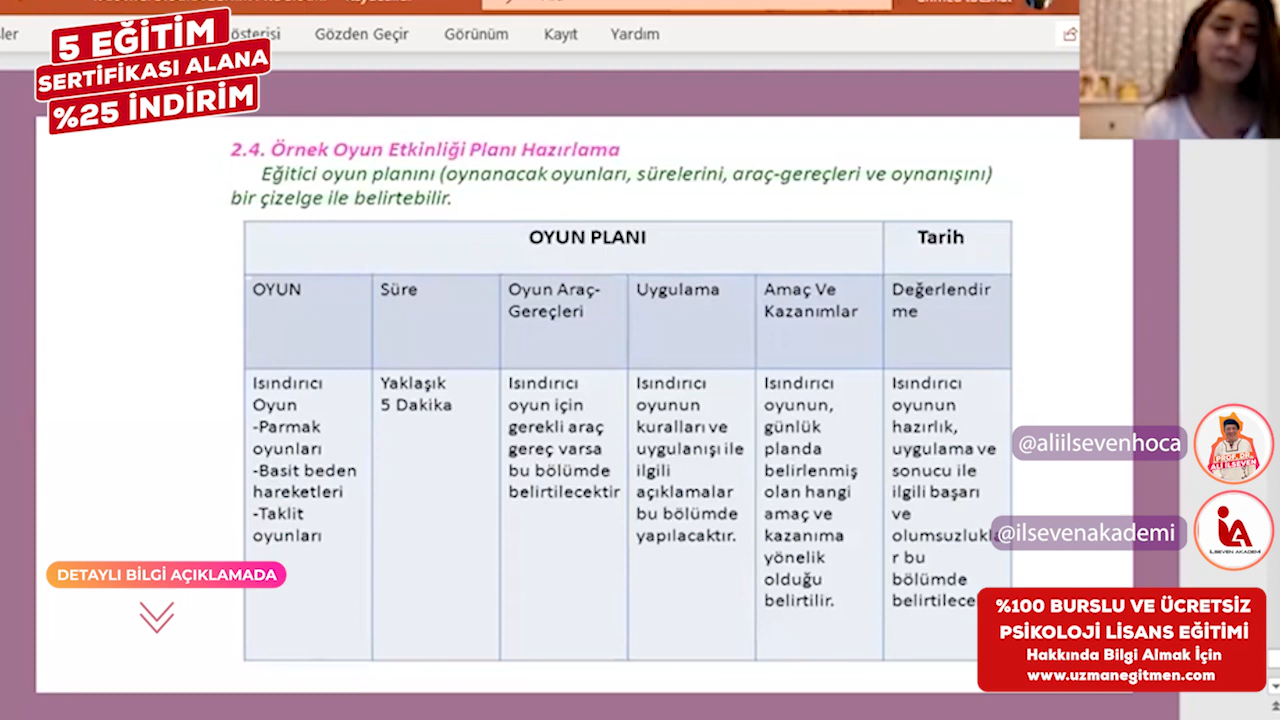 Gözden Geçir
Görünüm
Kayıt
Yardım
5 EĞİTİM
SERTİFİKASI ALANA
%25 İNDİRİM
2.4. Örnek Oyun Etkinliği Planı Hazırlama
Eğitici oyun planını (oynanacak oyunları, sürelerini, araç-gereçleri ve oynanışını)
bir çizelge ile belirtebilir.
OYUN PLANI
Tarih
OYUN
Süre
Oyun Araç-
Gereçleri
Uygulama
Amaç Ve
Kazanımlar
Değerlendir
me
Isındırıcı
Oyun
-Parmak
oyunları
-Basit beden
hareketleri
-Taklit
oyunları
Yaklaşık
5 Dakika
Isındırıcı
oyun için
gerekli araç
gereç varsa
bu bölümde
belirtilecektir
Isındırıcı
oyunun
kuralları ve
uygulanışı ile
ilgili
açıklamalar
bu bölümde
yapılacaktır.
Isındırıcı
oyunun,
günlük
planda
belirlenmiş
olan hangi
amaç ve
kazanıma
yönelik
olduğu
belirtilir.
Isındırıcı
oyunun
hazırlık,
uygulama ve
sonucu ile
ilgili başarı
ve
olumsuzlukla
r bu
bölümde
belirtilece
@aliilsevenhoca
PROF. DR.
ALİ İLSEVEN
@ilsevenakademi
İLSEVEN AKADEMİ
DETAYLI BİLGİ AÇIKLAMADA
%100 BURSLU VE ÜCRETSİZ
PSİKOLOJİ LİSANS EĞİTİMİ
Hakkında Bilgi Almak İçin
www.uzmanegitmen.com